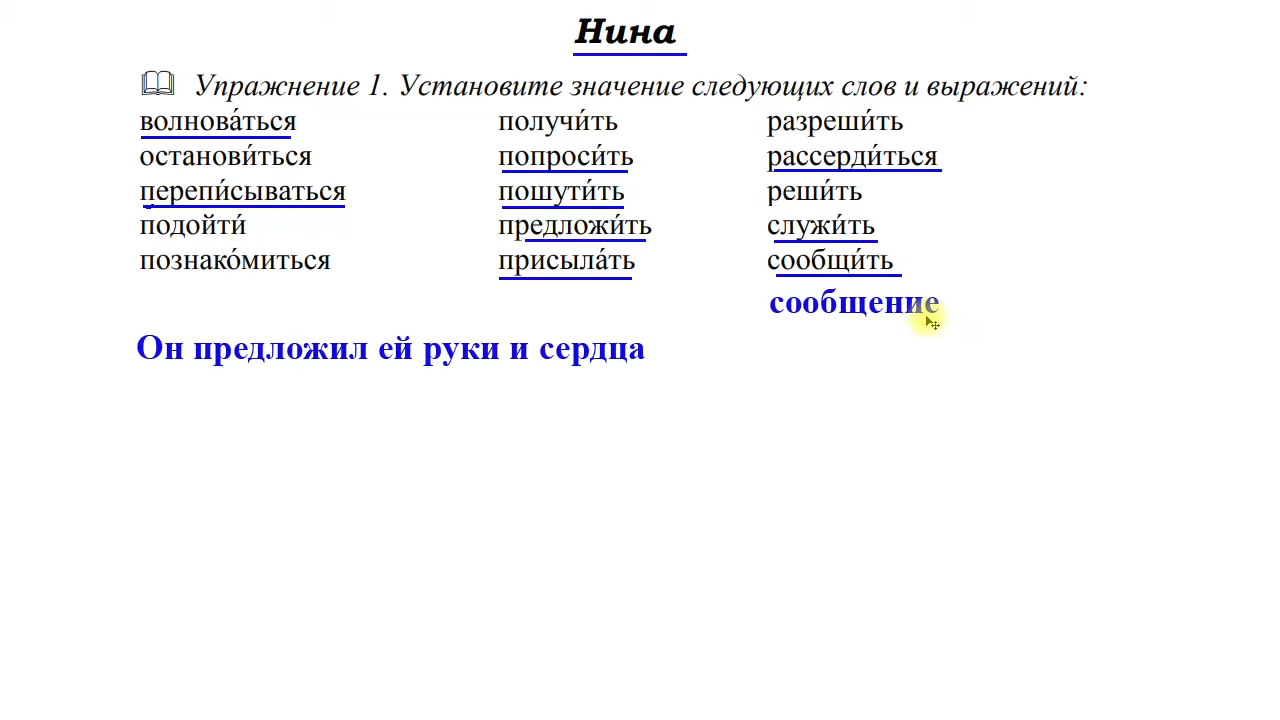 Нина
Упражнение 1. Установите значение следующих слов и выражений:
волнова́ться получи́ть разреши́ть
останови́ться попроси́ть рассерди́ться
перепи́сываться пошути́ть реши́ть
подойти́ предложи́ть служи́ть
познако́миться присыла́ть сообщи́ть
сообщение
Он предложил ей руки и сердца